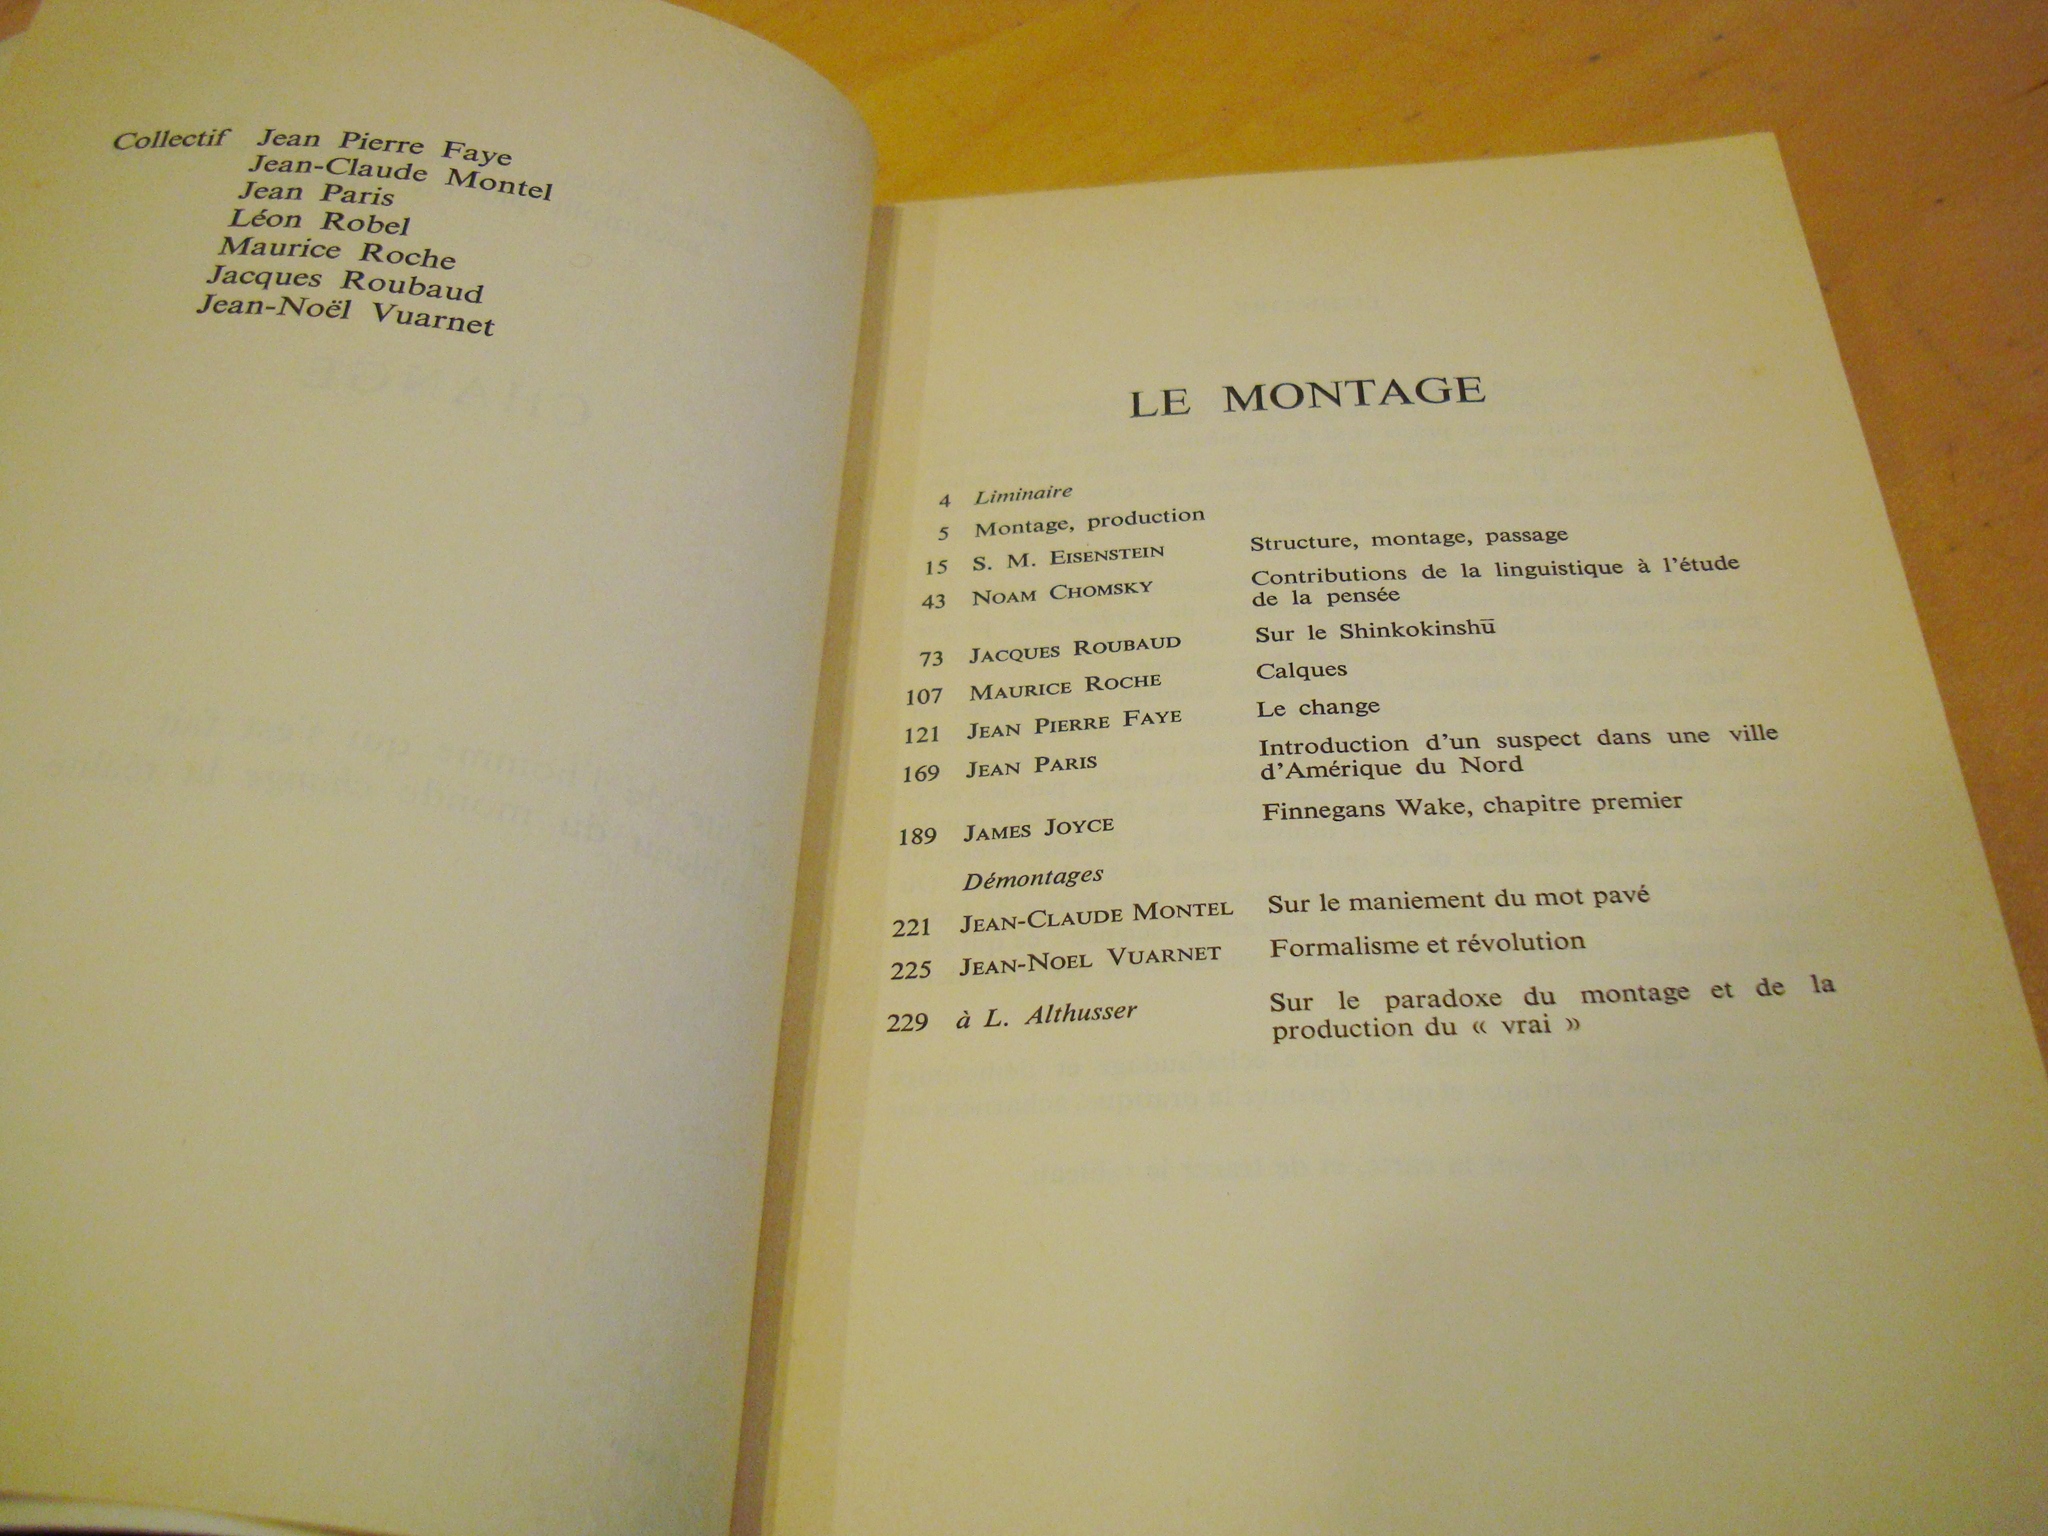 Collectif Jean Pierre Faye
Jean-Claude Montel
Jean Paris
Léon Robel
Maurice Roche
Jacques Roubaud
Jean-Noël Vuarnet
LE MONTAGE
4 Liminaire
5 Montage, production
15 S. M. EISENSTEIN Structure, montage, passage
43 NOAM CHOMSKY Contributions de la linguistique à l'étude
de la pensée
73 JACQUES ROUBAUD Sur le Shinkokinshū
107 MAURICE ROCHE Calques
121 JEAN PIERRE FAYE Le change
169 JEAN PARIS Introduction d'un suspect dans une ville
d'Amérique du Nord
189 JAMES JOYCE Finnegans Wake, chapitre premier
Démontages
221 JEAN-CLAUDE MONTEL Sur le maniement du mot pavé
225 JEAN-NOEL VUARNET Formalisme et révolution
229 à L. Althusser Sur le paradoxe du montage et de la
production du « vrai »